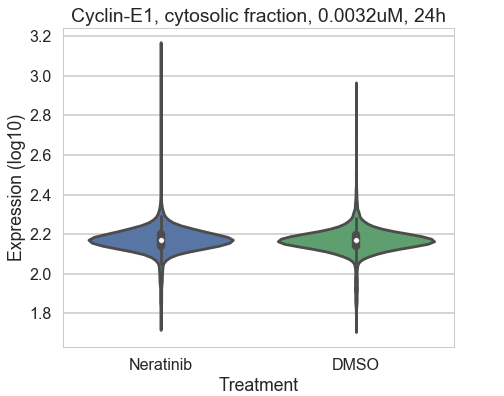 Cyclin-E1, cytosolic fraction, 0.0032uM, 24h
Expression (log10)
3.2
3.0
2.8
2.6
2.4
2.2
2.0
1.8
Neratinib DMSO
Treatment